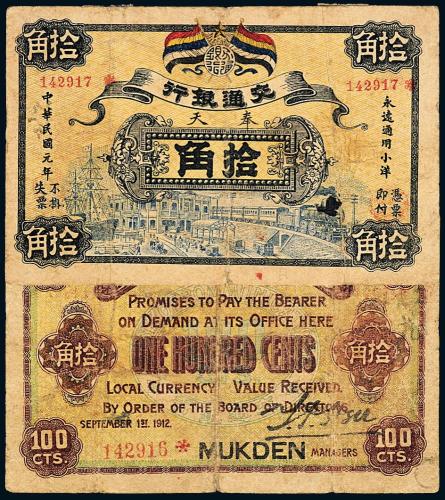 拾角 拾角
142917 * 142917 *
交通銀行
奉天
拾角
永遠通用小洋
憑票
即付
中華民國元年
不掛
失票
拾角 拾角
PROMISES TO PAY THE BEARER
ON DEMAND AT ITS OFFICE HERE
拾角 ONE HUNDRED CENTS 拾角
LOCAL CURRENCY VALUE RECEIVED.
BY ORDER OF THE BOARD OF DIRECTORS.
SEPTEMBER 1ST. 1912.
142916 *
MUKDEN
MANAGERS
100 CTS. 100 CTS.